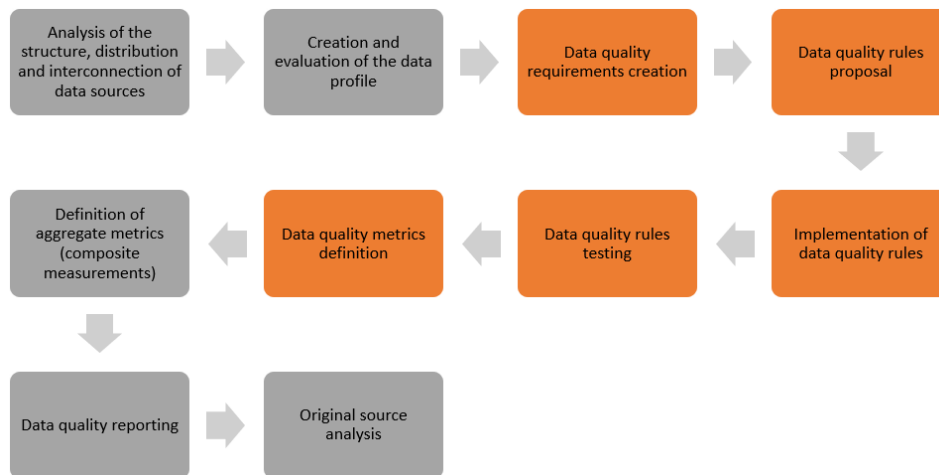 Analysis of the
structure, distribution
and interconnection of
data sources
Creation and
evaluation of the data
profile
Data quality
requirements creation
Data quality rules
proposal
Implementation of
data quality rules
Data quality rules
testing
Data quality metrics
definition
Definition of
aggregate metrics
(composite
measurements)
Data quality reporting
Original source
analysis